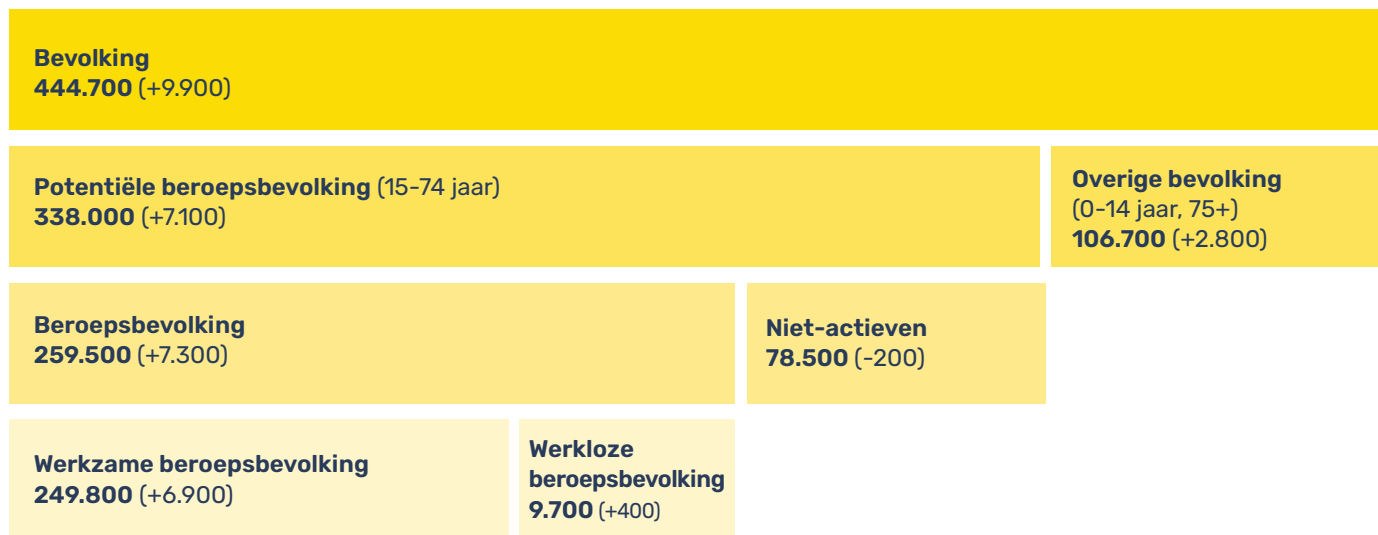 Bevolking
444.700 (+9.900)
Potentiële beroepsbevolking (15-74 jaar)
338.000 (+7.100)
Overige bevolking
(0-14 jaar, 75+)
106.700 (+2.800)
Beroepsbevolking
259.500 (+7.300)
Niet-actieven
78.500 (-200)
Werkzame beroepsbevolking
249.800 (+6.900)
Werkloze
beroepsbevolking
9.700 (+400)